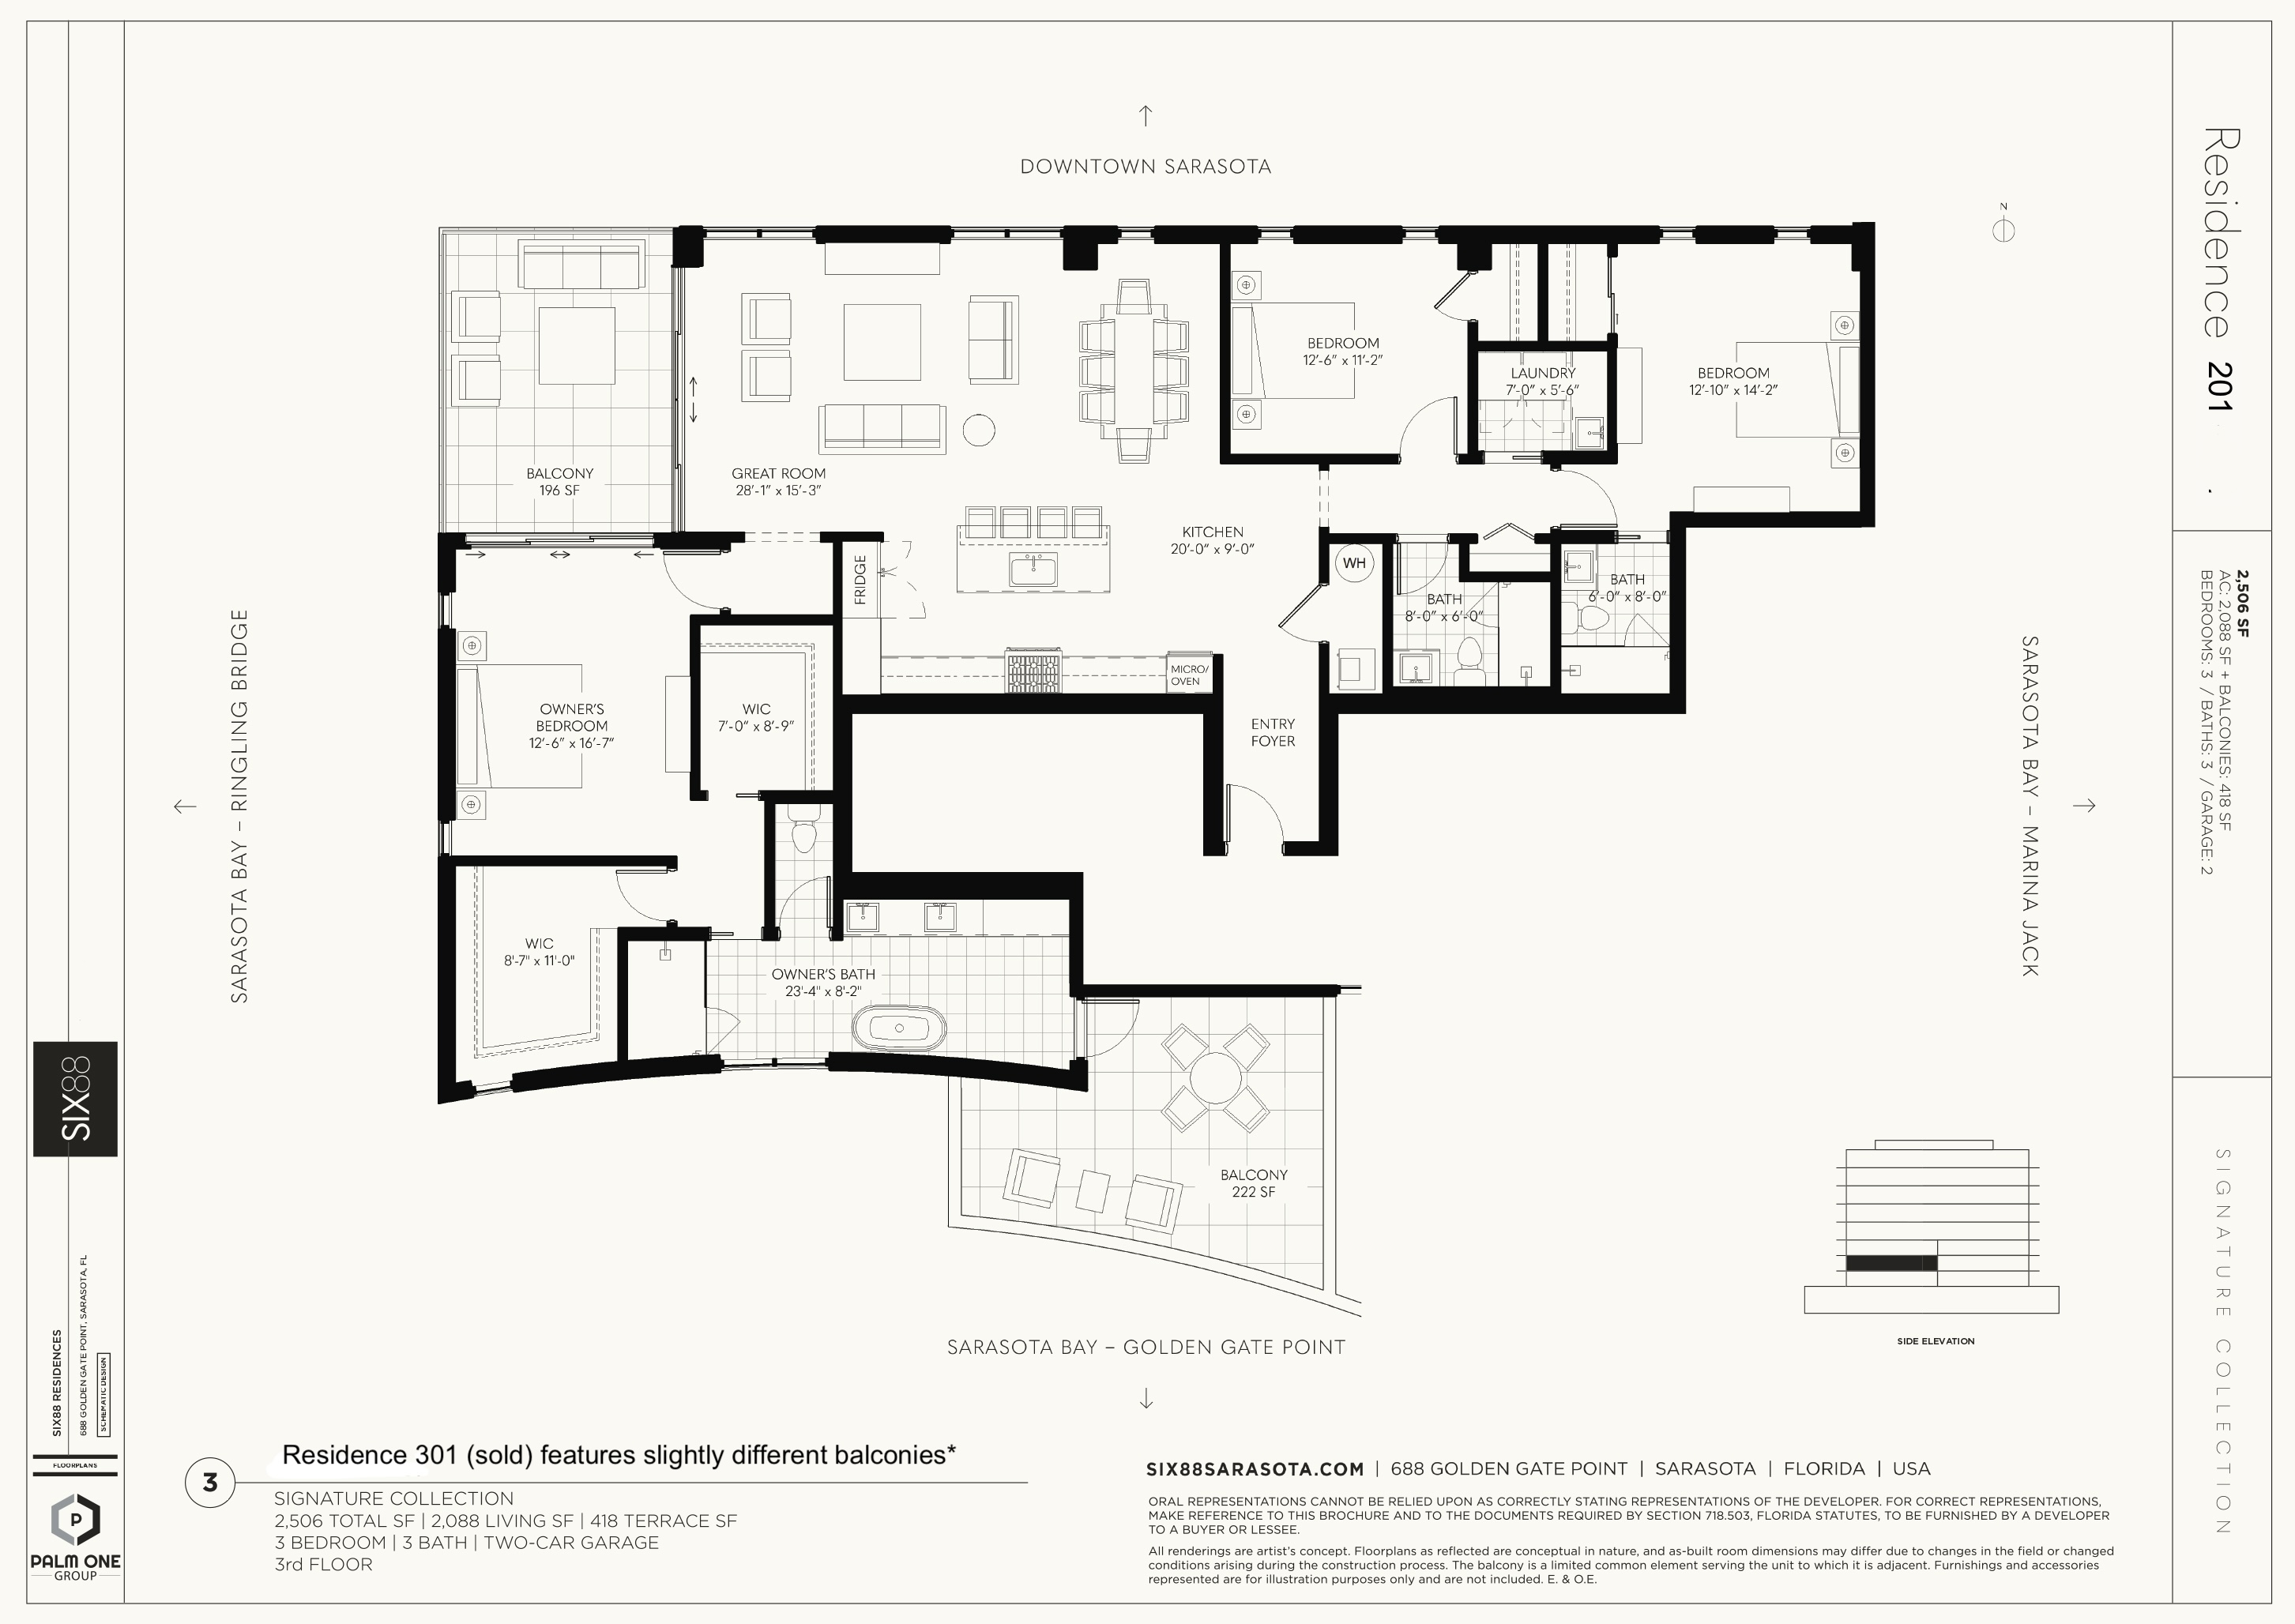 DOWNTOWN SARASOTA
N
BALCONY
196 SF
GREAT ROOM
28'-1" x 15'-3"
BEDROOM
12'-6" x 11'-2"
LAUNDRY
7'-0" x 5'-6"
BEDROOM
12'-10" x 14'-2"
KITCHEN
20'-0" x 9'-0"
FRIDGE
MICRO/
OVEN
WH
BATH
8'-0" x 6'-0"
BATH
6'-0" x 8'-0"
OWNER'S
BEDROOM
12'-6" x 16'-7"
WIC
7'-0" x 8'-9"
ENTRY
FOYER
WIC
8'-7" x 11'-0"
OWNER'S BATH
23'-4" x 8'-2"
BALCONY
222 SF
SARASOTA BAY – RINGLING BRIDGE
SARASOTA BAY – MARINA JACK
SARASOTA BAY – GOLDEN GATE POINT
SIDE ELEVATION
Residence 201
2,506 SF
AC: 2,088 SF + BALCONIES: 418 SF
BEDROOMS: 3 / BATHS: 3 / GARAGE: 2
SIGNATURE COLLECTION
SIX88
SIX88 RESIDENCES
688 GOLDEN GATE POINT, SARASOTA, FL
SCHEMATIC DESIGN
FLOORPLANS
P
PALM ONE
GROUP
3
Residence 301 (sold) features slightly different balconies*
SIGNATURE COLLECTION
2,506 TOTAL SF | 2,088 LIVING SF | 418 TERRACE SF
3 BEDROOM | 3 BATH | TWO-CAR GARAGE
3rd FLOOR
SIX88SARASOTA.COM | 688 GOLDEN GATE POINT | SARASOTA | FLORIDA | USA
ORAL REPRESENTATIONS CANNOT BE RELIED UPON AS CORRECTLY STATING REPRESENTATIONS OF THE DEVELOPER. FOR CORRECT REPRESENTATIONS,
MAKE REFERENCE TO THIS BROCHURE AND TO THE DOCUMENTS REQUIRED BY SECTION 718.503, FLORIDA STATUTES, TO BE FURNISHED BY A DEVELOPER
TO A BUYER OR LESSEE.
All renderings are artist's concept. Floorplans as reflected are conceptual in nature, and as-built room dimensions may differ due to changes in the field or changed
conditions arising during the construction process. The balcony is a limited common element serving the unit to which it is adjacent. Furnishings and accessories
represented are for illustration purposes only and are not included. E. & O.E.